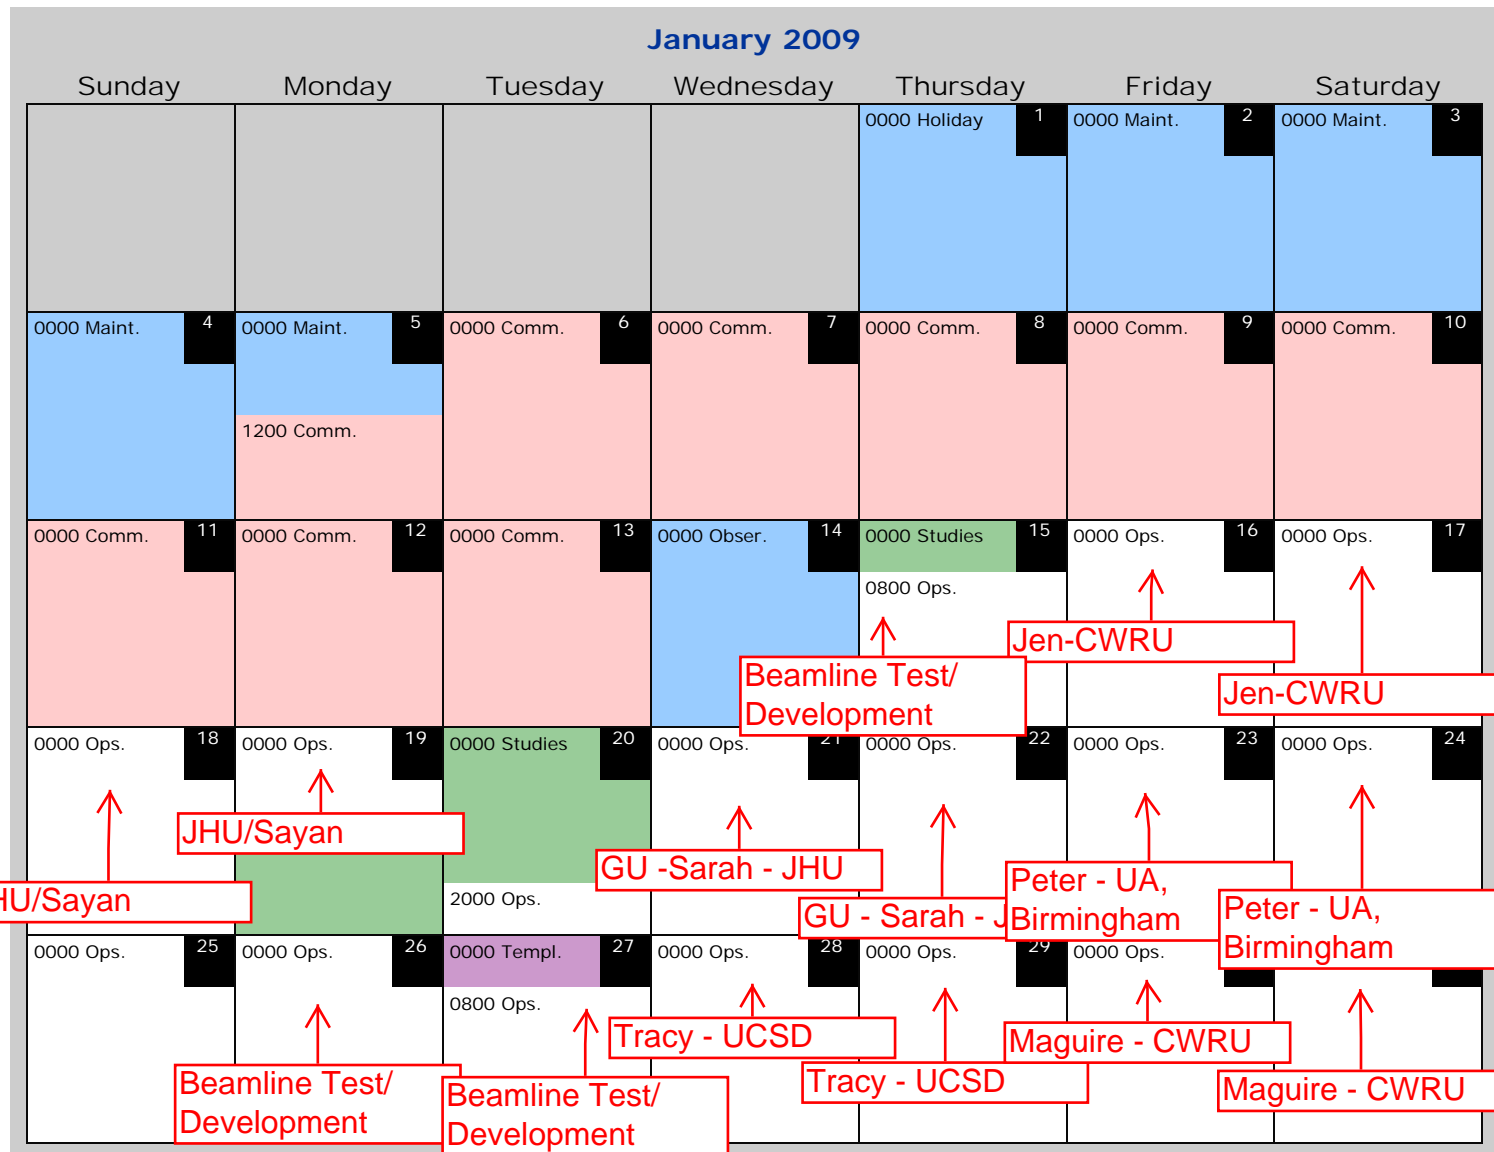 January 2009
Sunday Monday Tuesday Wednesday Thursday Friday Saturday
0000 Holiday 1 0000 Maint. 2 0000 Maint. 3
0000 Maint. 4 0000 Maint. 5 0000 Comm. 6 0000 Comm. 7 0000 Comm. 8 0000 Comm. 9 0000 Comm. 10
1200 Comm.
0000 Comm. 11 0000 Comm. 12 0000 Comm. 13 0000 Obser. 14 0000 Studies 15 0000 Ops. 16 0000 Ops. 17
0800 Ops.
Jen-CWRU
Beamline Test/
Development
Jen-CWRU
0000 Ops. 18 0000 Ops. 19 0000 Studies 20 0000 Ops. 21 0000 Ops. 22 0000 Ops. 23 0000 Ops. 24
JHU/Sayan
GU -Sarah - JHU
HU/Sayan
2000 Ops.
GU - Sarah - J
Peter - UA,
Birmingham
Peter - UA,
Birmingham
0000 Ops. 25 0000 Ops. 26 0000 Templ. 27 0000 Ops. 28 0000 Ops. 29 0000 Ops.
0800 Ops.
Tracy - UCSD
Maguire - CWRU
Beamline Test/
Development
Beamline Test/
Development
Tracy - UCSD
Maguire - CWRU